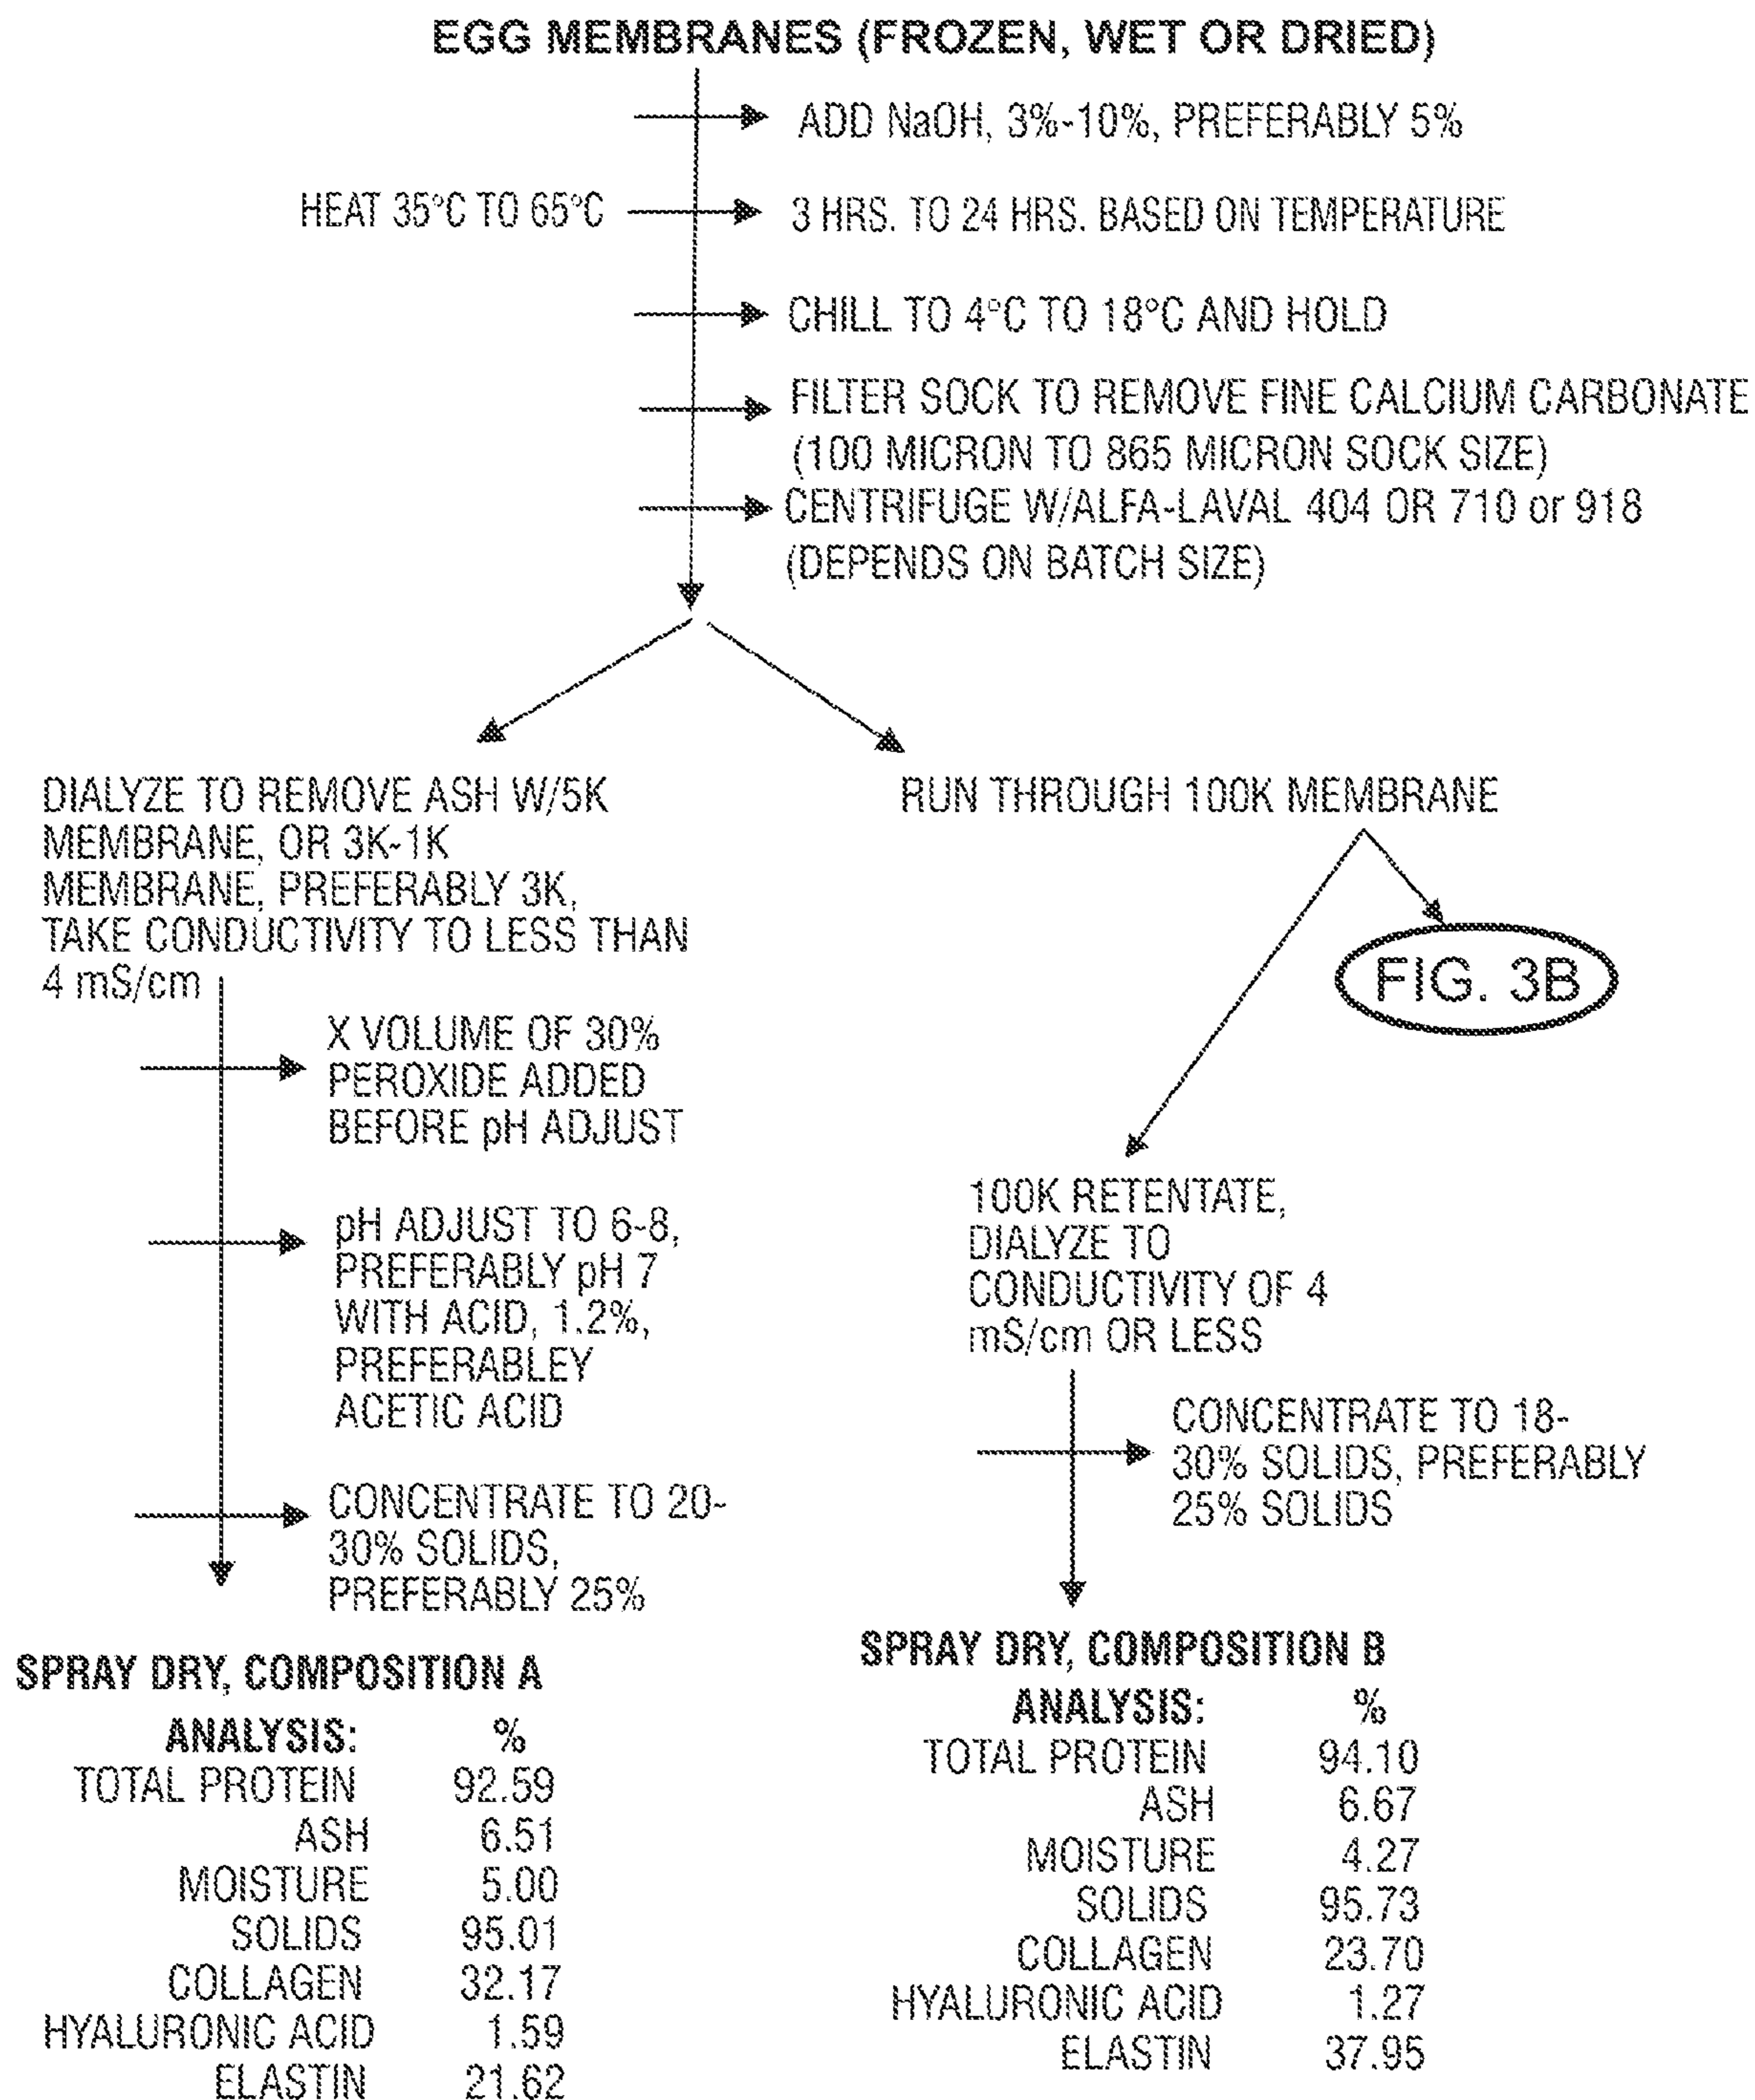 EGG MEMBRANES (FROZEN, WET OR DRIED)
ADD NaOH, 3%-10%, PREFERABLY 5%
HEAT 35°C TO 65°C
3 HRS. TO 24 HRS. BASED ON TEMPERATURE
CHILL TO 4°C TO 18°C AND HOLD
FILTER SOCK TO REMOVE FINE CALCIUM CARBONATE
(100 MICRON TO 865 MICRON SOCK SIZE)
CENTRIFUGE W/ALFA-LAVAL 404 OR 710 or 918
(DEPENDS ON BATCH SIZE)
DIALYZE TO REMOVE ASH W/5K
MEMBRANE, OR 3K-1K
MEMBRANE, PREFERABLY 3K,
TAKE CONDUCTIVITY TO LESS THAN
4 mS/cm
X VOLUME OF 30%
PEROXIDE ADDED
BEFORE pH ADJUST
pH ADJUST TO 6-8,
PREFERABLY pH 7
WITH ACID, 1.2%,
PREFERABLEY
ACETIC ACID
CONCENTRATE TO 20-
30% SOLIDS,
PREFERABLY 25%
SPRAY DRY, COMPOSITION A
ANALYSIS: %
TOTAL PROTEIN 92.59
ASH 6.51
MOISTURE 5.00
SOLIDS 95.01
COLLAGEN 32.17
HYALURONIC ACID 1.59
ELASTIN 21.62
RUN THROUGH 100K MEMBRANE
FIG. 3B
100K RETENTATE,
DIALYZE TO
CONDUCTIVITY OF 4
mS/cm OR LESS
CONCENTRATE TO 18-
30% SOLIDS, PREFERABLY
25% SOLIDS
SPRAY DRY, COMPOSITION B
ANALYSIS: %
TOTAL PROTEIN 94.10
ASH 6.67
MOISTURE 4.27
SOLIDS 95.73
COLLAGEN 23.70
HYALURONIC ACID 1.27
ELASTIN 37.95